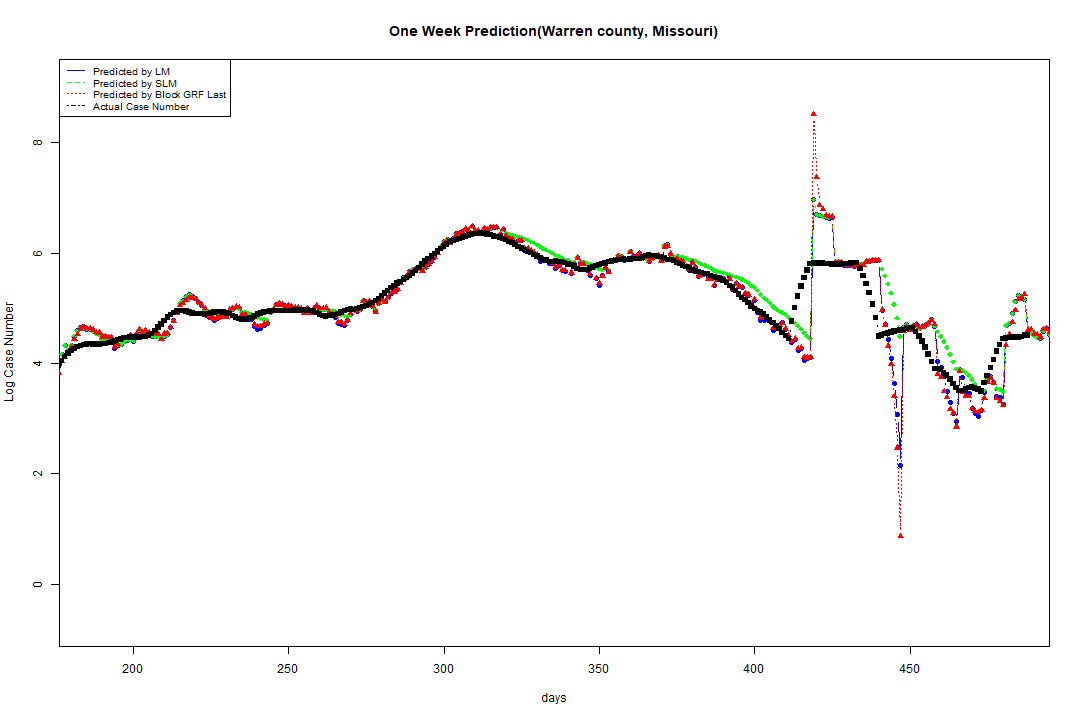 One Week Prediction(Warren county, Missouri)
Predicted by LM
Predicted by SLM
Predicted by Block GRF Last
Actual Case Number
8
6
4
2
0
Log Case Number
200 250 300 350 400 450
days